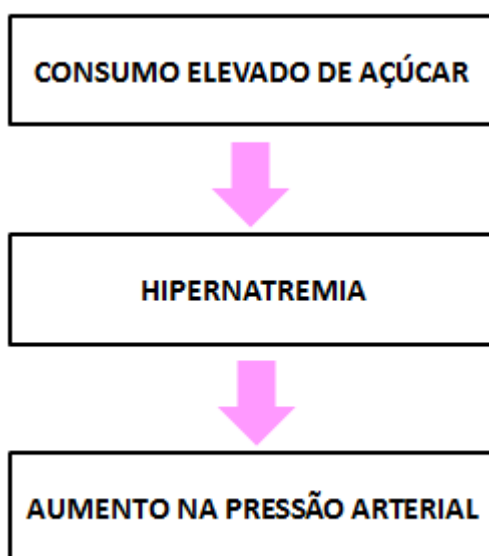 CONSUMO ELEVADO DE AÇÚCAR
HIPERNATREMIA
AUMENTO NA PRESSÃO ARTERIAL